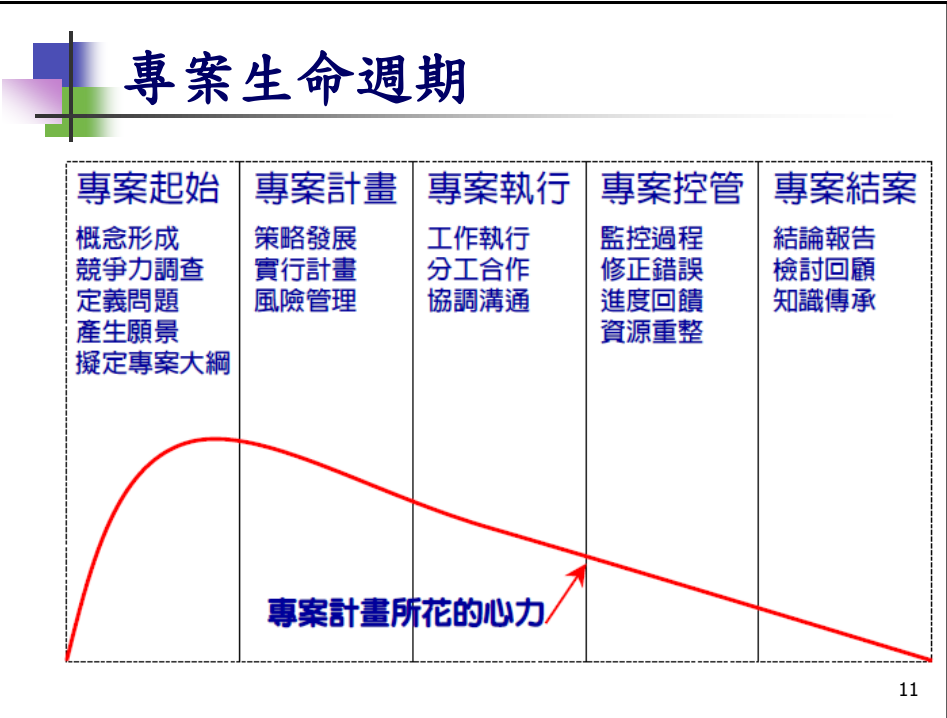 專案生命週期
專案起始
概念形成
競爭力調查
定義問題
產生願景
擬定專案大綱
專案計畫
策略發展
實行計畫
風險管理
專案執行
工作執行
分工合作
協調溝通
專案控管
監控過程
修正錯誤
進度回饋
資源重整
專案結案
結論報告
檢討回顧
知識傳承
專案計畫所花的心力
11